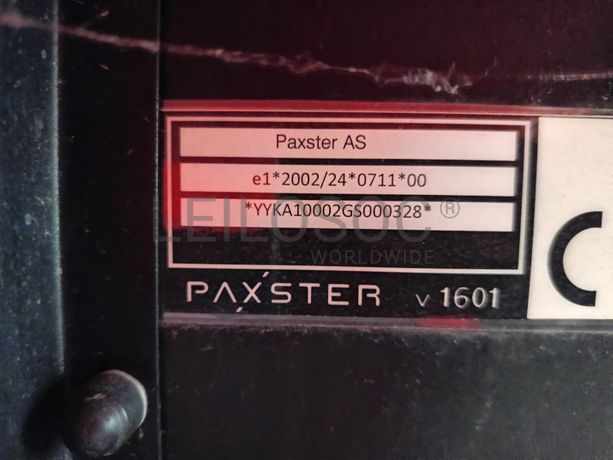 Paxster AS
e1*2002/24*0711*00
*YYKA10002GS000328*
LEILOSOC®
WORLDWIDE
PAXSTER v 1601